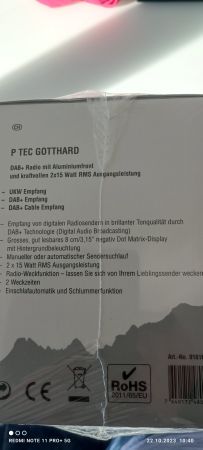 CH
P TEC GOTTHARD
DAB+ Radio mit Aluminiumfront
und kraftvollen 2x15 Watt RMS Ausgangsleistung
– UKW Empfang
– DAB+ Empfang
– DAB+ Cable Empfang
– Empfang von digitalen Radiosendern in brillanter Tonqualität durch
DAB+ Technologie (Digital Audio Broadcasting)
– Grosses, gut lesbares 8 cm/3,15" negativ Dot Matrix-Display
mit Hintergrundbeleuchtung
– Manueller oder automatischer Sendersuchlauf
– 2 x 15 Watt RMS Ausgangsleistung
– Radio-Weckfunktion – lassen Sie sich von Ihrem Lieblingssender wecken
– 2 Weckzeiten
– Einschlafautomatik und Schlummerfunktion
Art.-No.
CE
RoHS
2011/65/EU
REDMI NOTE 11 PRO+ 5G
22.10.2023 10:40